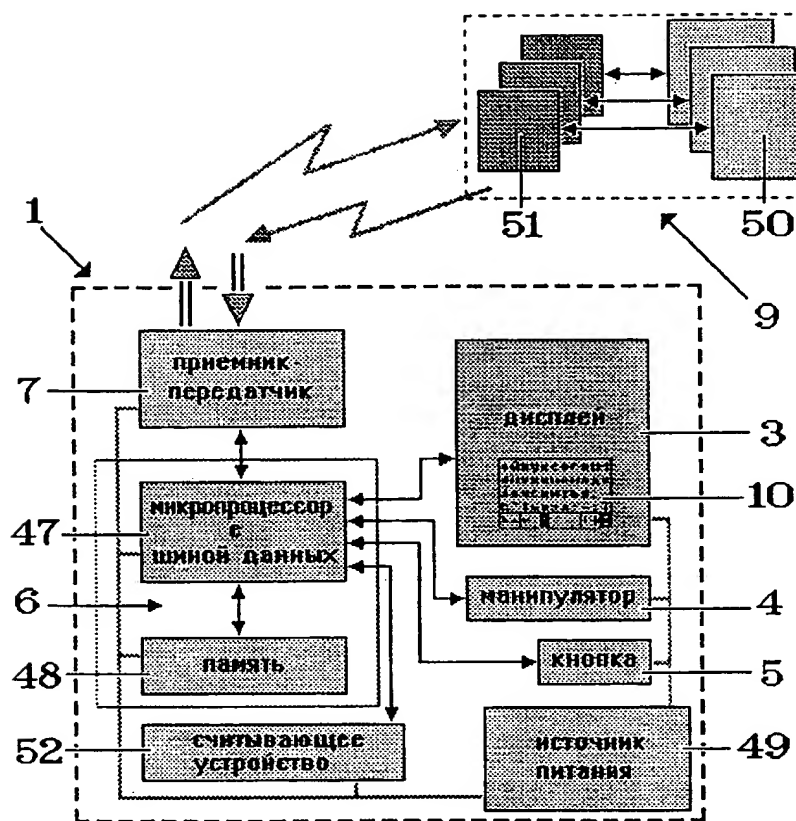 51
50
1
9
приемник-
передатчик
7
дисплей
3
10
микропроцессор
с
шиной данных
47
6
манипулятор
4
память
48
кнопка
5
считывающее
устройство
52
источник
питания
49